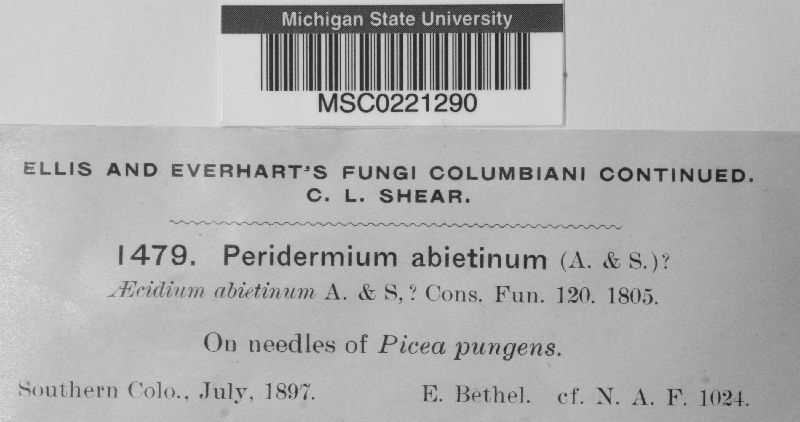 Michigan State University
MSC0221290
ELLIS AND EVERHART'S FUNGI COLUMBIANI CONTINUED.
C. L. SHEAR.
1479. Peridermium abietinum (A. & S.)?
Æcidium abietinum A. & S,? Cons. Fun. 120. 1805.
On needles of Picea pungens.
Southern Colo., July, 1897. E. Bethel. cf. N. A. F. 1024.